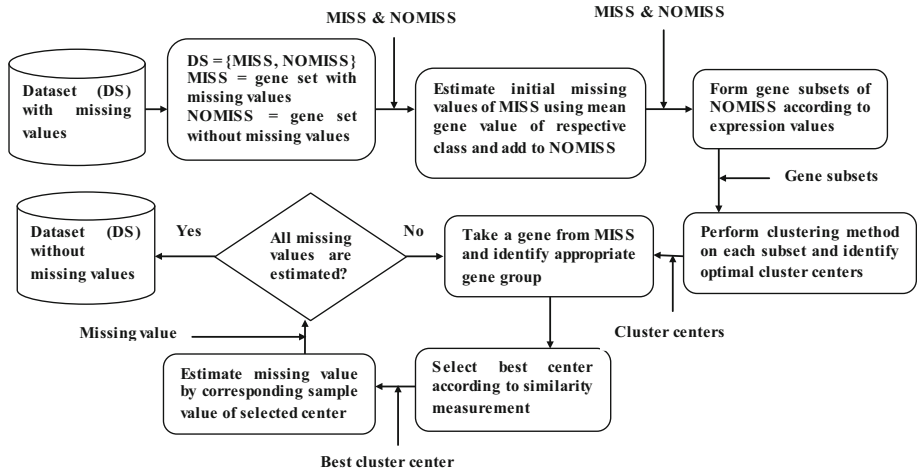 MISS & NOMISS
MISS & NOMISS
Dataset (DS)
with missing
values
DS ={MISS, NOMISS}
MISS = gene set with
missing values
NOMISS = gene set
without missing values
Estimate initial missing
values of MISS using mean
gene value of respective
class and add to NOMISS
Form gene subsets of
NOMISS according to
expression values
Gene subsets
Dataset (DS)
without
missing values
Yes
All missing
values are
estimated?
No
Take a gene from MISS
and identify appropriate
gene group
Perform clustering method
on each subset and identify
optimal cluster centers
Missing value
Cluster centers
Estimate missing value
by corresponding sample
value of selected center
Select best center
according to similarity
measurement
Best cluster center